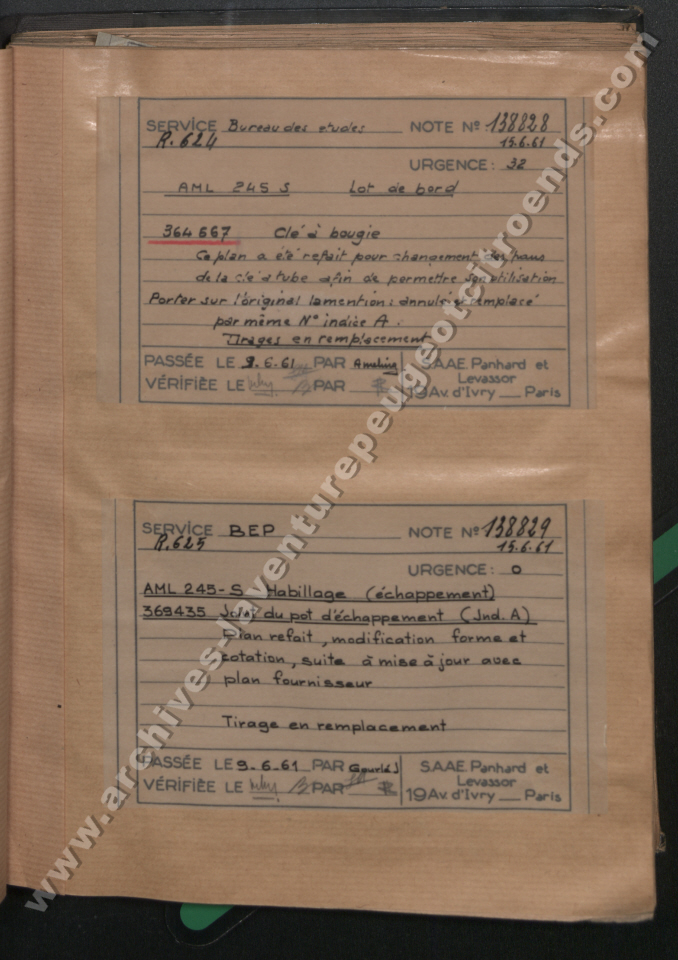 SERVICE Bureau des etudes NOTE Nº 138828
R.624 15.6.61
URGENCE: 32
AML 245 S Lot de bord
364667 Clé à bougie
Ce plan a été refait pour changement des pans
de la clé à tube afin de permettre son utilisation
Porter sur l'original la mention: annulé et remplacé
par même N° indice A.
Tirages en remplacement
PASSÉE LE 9.6.61 PAR S.A.A.E. Panhard et
Levassor
VÉRIFIÉE LE PAR 19 Av. d'Ivry __ Paris
SERVICE BEP NOTE Nº 138829
R.625 15.6.61
URGENCE: 0
AML 245-S Habillage (échappement)
369435 Joint du pot d'échappement (Ind. A)
Plan refait, modification forme et
cotation, suite à mise à jour avec
plan fournisseur
Tirage en remplacement
PASSÉE LE 9-6-61 PAR S.A.A.E. Panhard et
Levassor
VÉRIFIÉE LE PAR 19 Av. d'Ivry __ Paris
www.archives-laventurepeugeotcitroends.com